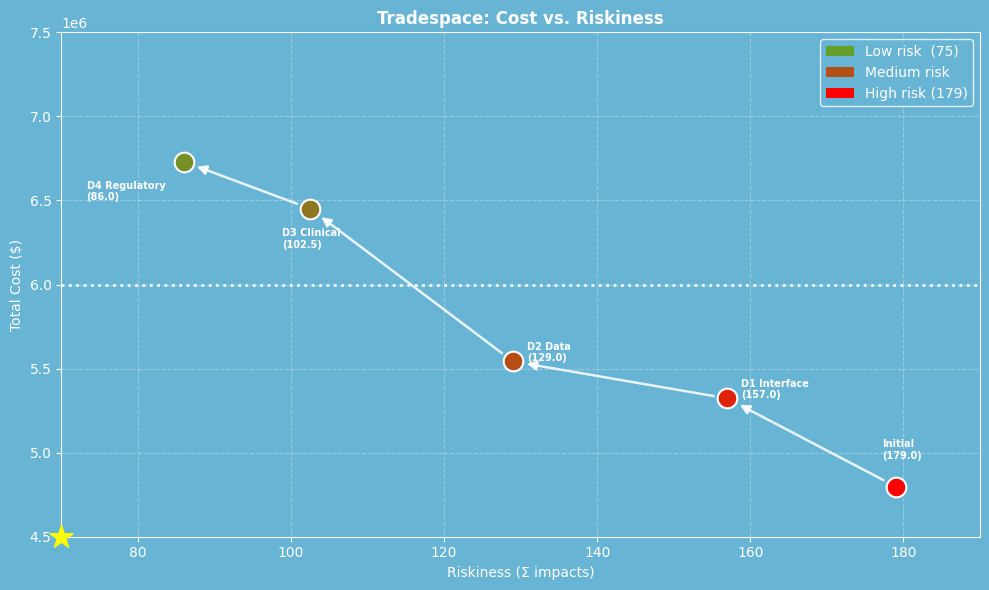 Tradespace: Cost vs. Riskiness
1e6
7.5
7.0
6.5
6.0
5.5
5.0
4.5
Total Cost ($)
Low risk  (75)
Medium risk
High risk (179)
D4 Regulatory
(86.0)
D3 Clinical
(102.5)
D2 Data
(129.0)
D1 Interface
(157.0)
Initial
(179.0)
80 100 120 140 160 180
Riskiness (Σ impacts)